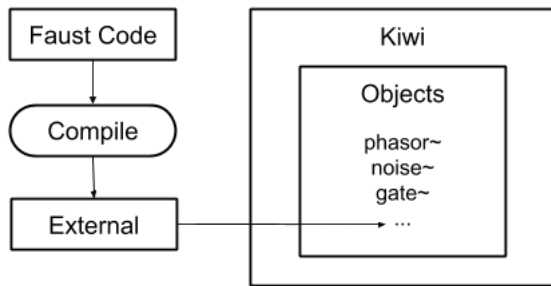 Faust Code
Compile
External
Kiwi
Objects
phasor~
noise~
gate~
...